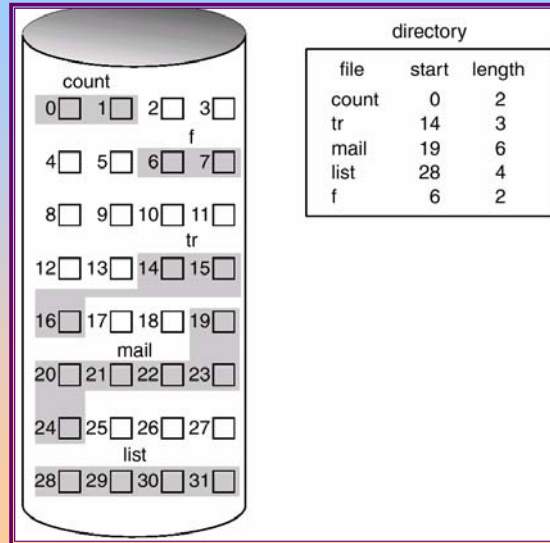 count
0 1 2 3
f
4 5 6 7
8 9 10 11
tr
12 13 14 15
16 17 18 19
mail
20 21 22 23
24 25 26 27
list
28 29 30 31
directory
file start length
count 0 2
tr 14 3
mail 19 6
list 28 4
f 6 2